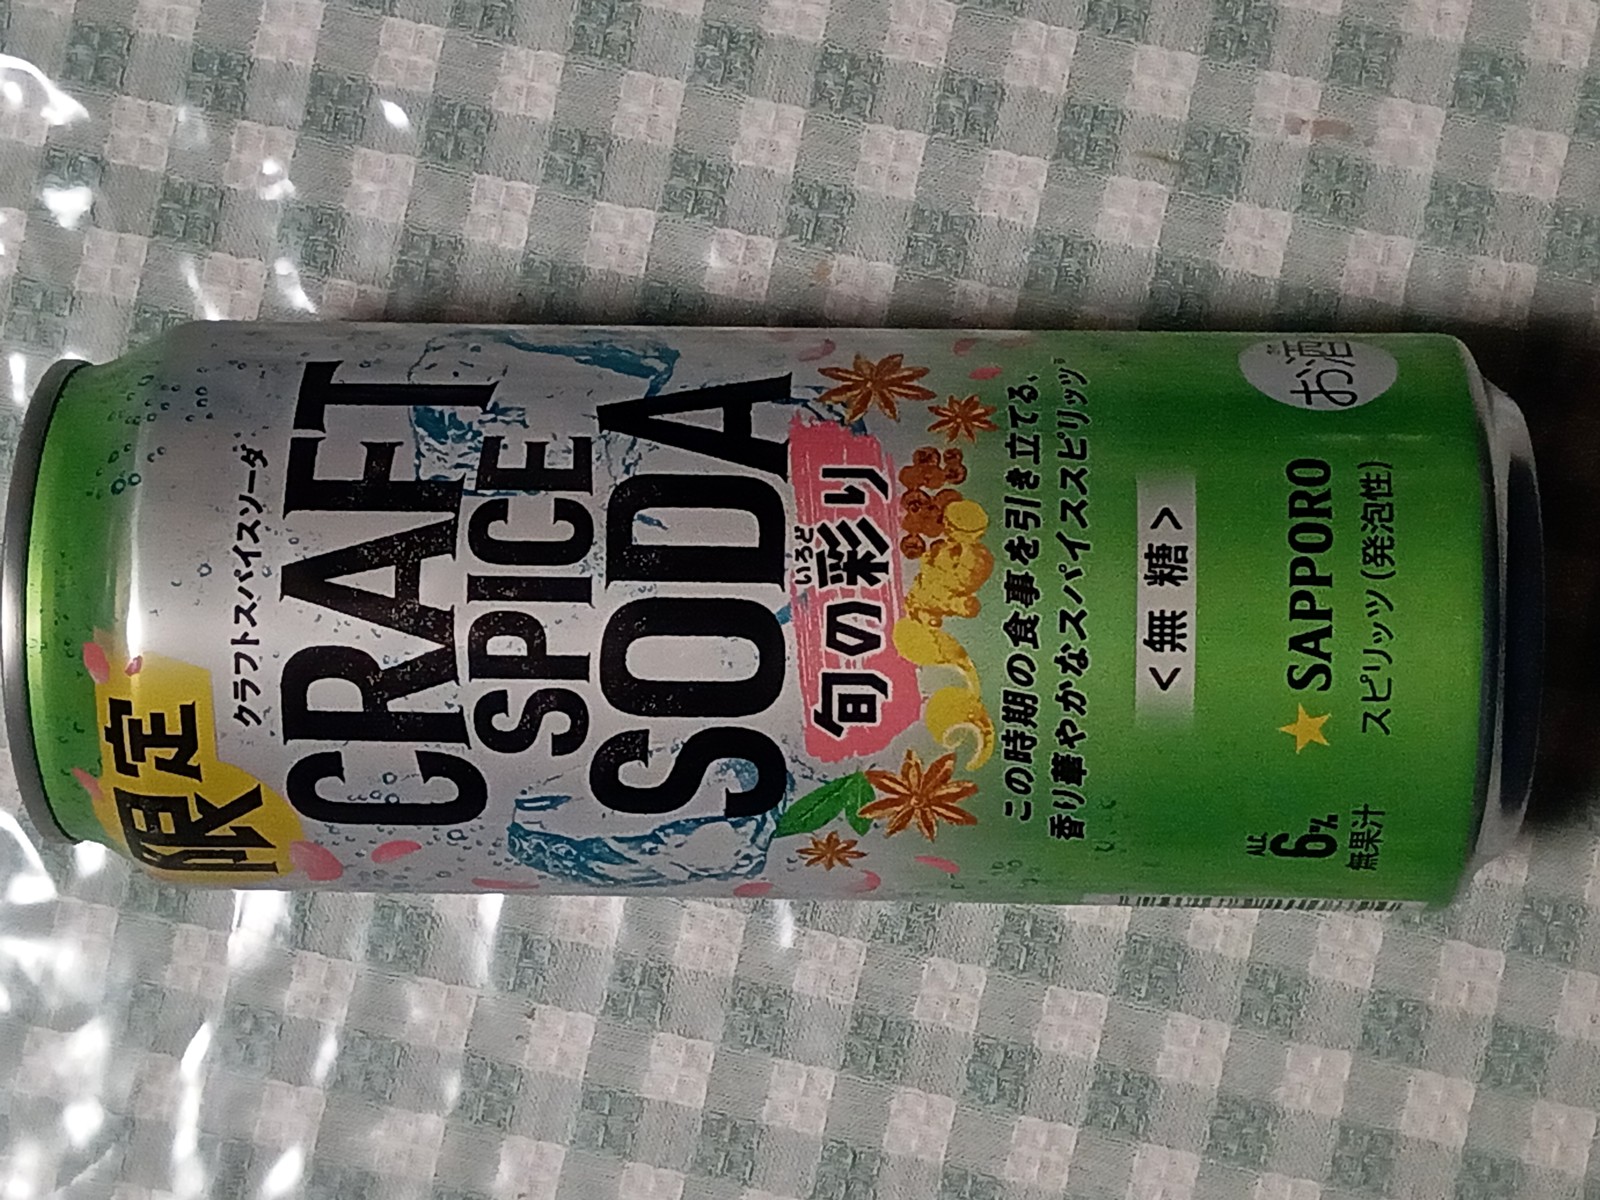 限定
クラフトスパイスソーダ
CRAFT
SPICE
SODA
いろど
旬の彩り
この時期の食事を引き立てる、
香り華やかなスパイススピリッツ
＜無糖＞
ALC.
6%
無果汁
★SAPPORO
スピリッツ(発泡性)
お酒